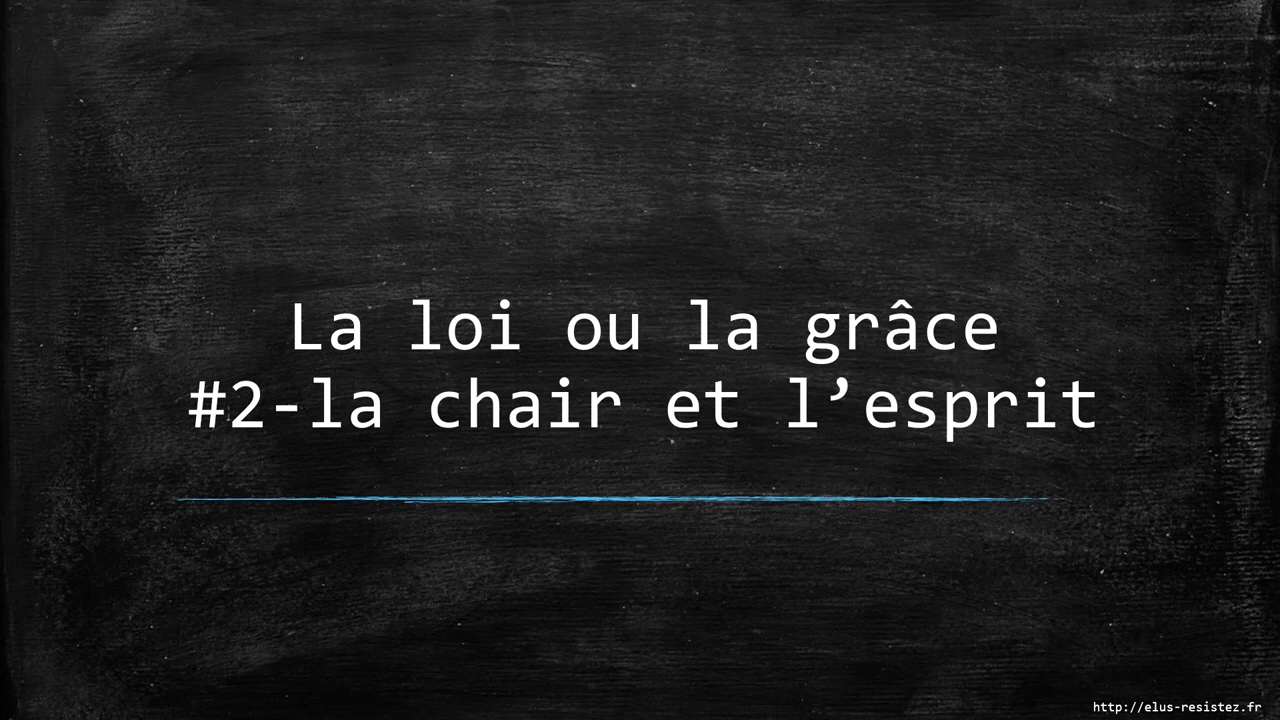 La loi ou la grâce
#2-la chair et l’esprit
http://elus-resistez.fr